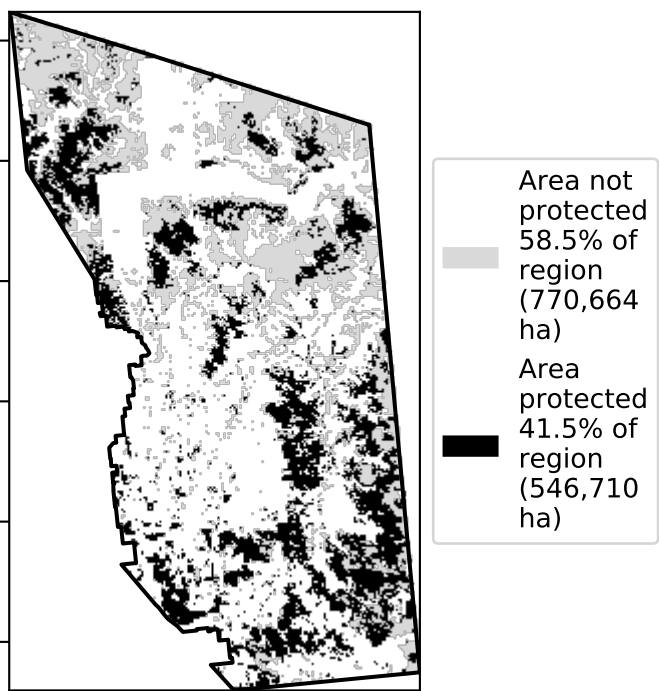 Area not
protected
58.5% of
region
(770,664
ha)
Area
protected
41.5% of
region
(546,710
ha)